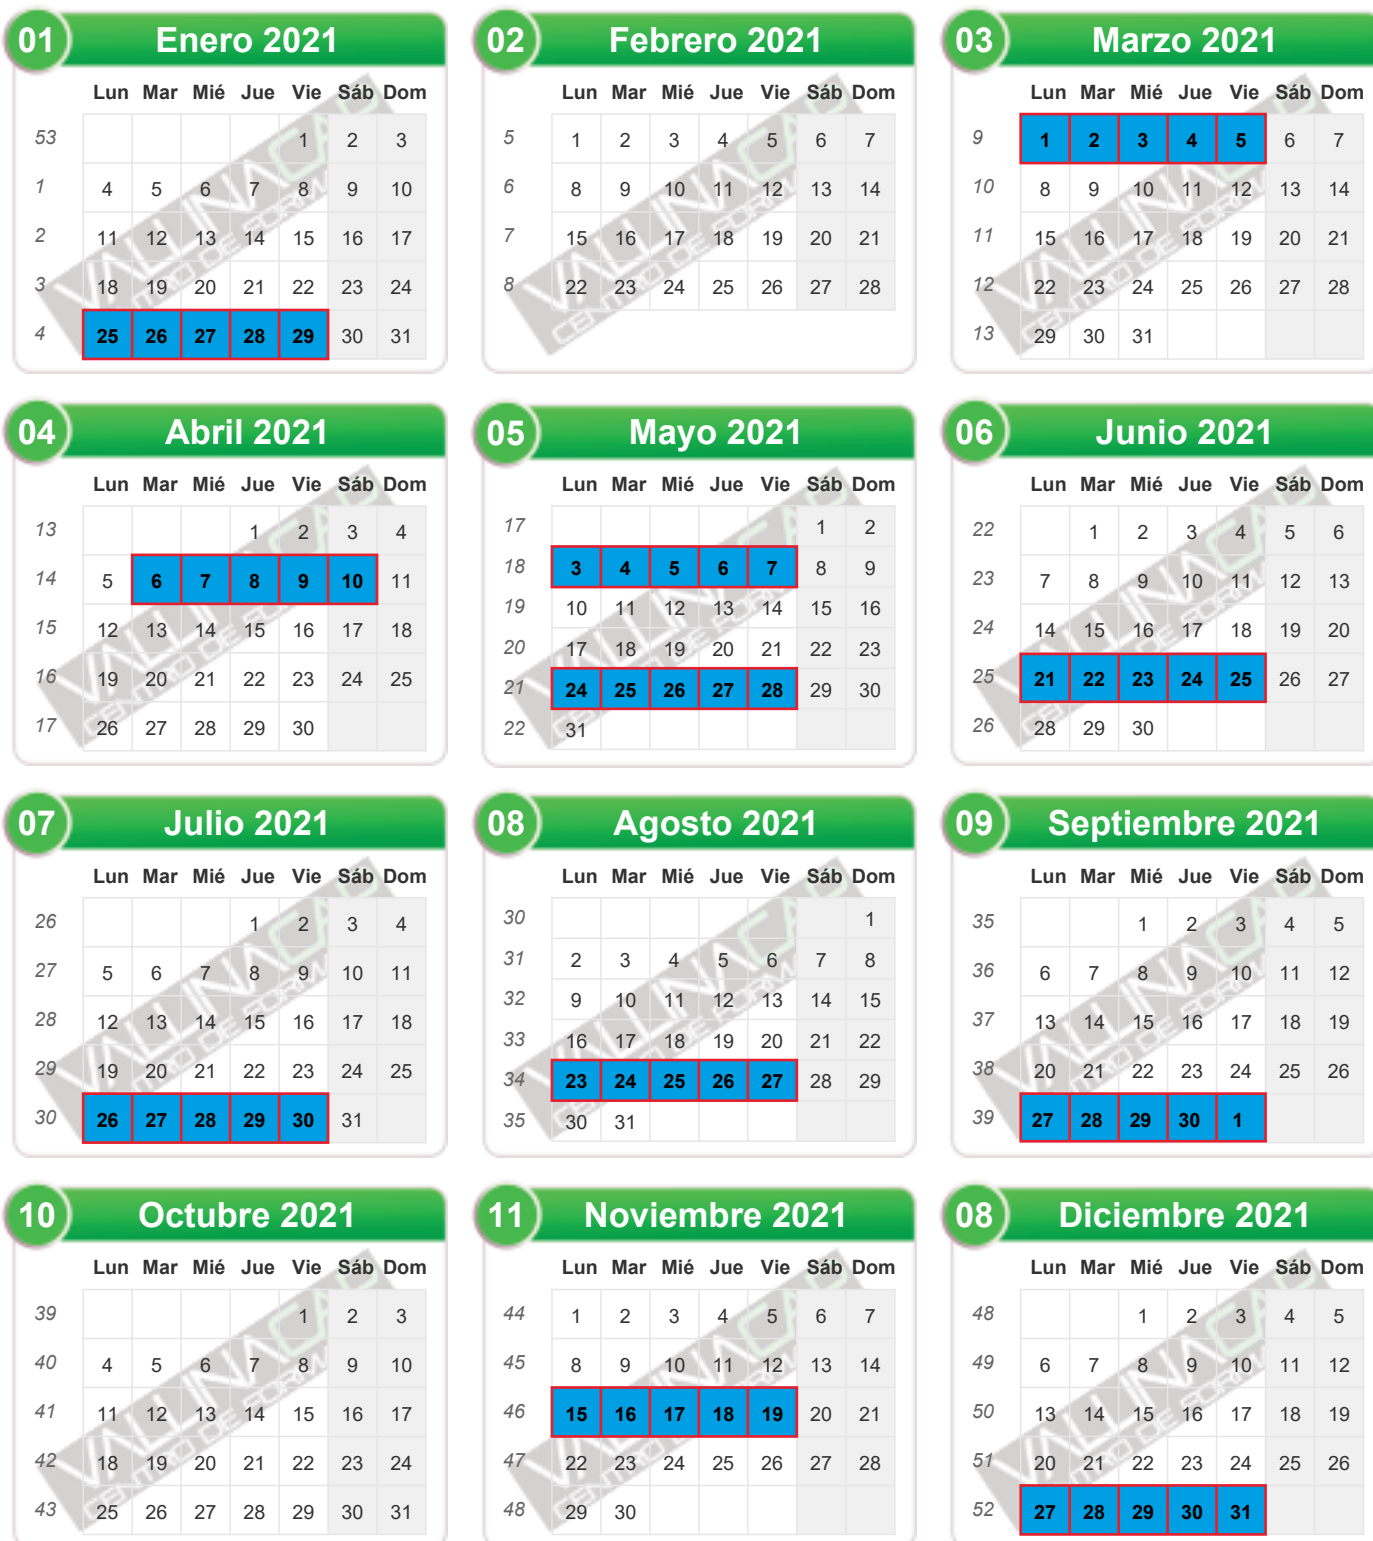 01 Enero 2021
Lun Mar Mié Jue Vie Sáb Dom
53 1 2 3
1 4 5 6 7 8 9 10
2 11 12 13 14 15 16 17
3 18 19 20 21 22 23 24
4 25 26 27 28 29 30 31
02 Febrero 2021
Lun Mar Mié Jue Vie Sáb Dom
5 1 2 3 4 5 6 7
6 8 9 10 11 12 13 14
7 15 16 17 18 19 20 21
8 22 23 24 25 26 27 28
03 Marzo 2021
Lun Mar Mié Jue Vie Sáb Dom
9 1 2 3 4 5 6 7
10 8 9 10 11 12 13 14
11 15 16 17 18 19 20 21
12 22 23 24 25 26 27 28
13 29 30 31
04 Abril 2021
Lun Mar Mié Jue Vie Sáb Dom
13 1 2 3 4
14 5 6 7 8 9 10 11
15 12 13 14 15 16 17 18
16 19 20 21 22 23 24 25
17 26 27 28 29 30
05 Mayo 2021
Lun Mar Mié Jue Vie Sáb Dom
17 1 2
18 3 4 5 6 7 8 9
19 10 11 12 13 14 15 16
20 17 18 19 20 21 22 23
21 24 25 26 27 28 29 30
22 31
06 Junio 2021
Lun Mar Mié Jue Vie Sáb Dom
22 1 2 3 4 5 6
23 7 8 9 10 11 12 13
24 14 15 16 17 18 19 20
25 21 22 23 24 25 26 27
26 28 29 30
07 Julio 2021
Lun Mar Mié Jue Vie Sáb Dom
26 1 2 3 4
27 5 6 7 8 9 10 11
28 12 13 14 15 16 17 18
29 19 20 21 22 23 24 25
30 26 27 28 29 30 31
08 Agosto 2021
Lun Mar Mié Jue Vie Sáb Dom
30 1
31 2 3 4 5 6 7 8
32 9 10 11 12 13 14 15
33 16 17 18 19 20 21 22
34 23 24 25 26 27 28 29
35 30 31
09 Septiembre 2021
Lun Mar Mié Jue Vie Sáb Dom
35 1 2 3 4 5
36 6 7 8 9 10 11 12
37 13 14 15 16 17 18 19
38 20 21 22 23 24 25 26
39 27 28 29 30 1
10 Octubre 2021
Lun Mar Mié Jue Vie Sáb Dom
39 1 2 3
40 4 5 6 7 8 9 10
41 11 12 13 14 15 16 17
42 18 19 20 21 22 23 24
43 25 26 27 28 29 30 31
11 Noviembre 2021
Lun Mar Mié Jue Vie Sáb Dom
44 1 2 3 4 5 6 7
45 8 9 10 11 12 13 14
46 15 16 17 18 19 20 21
47 22 23 24 25 26 27 28
48 29 30
08 Diciembre 2021
Lun Mar Mié Jue Vie Sáb Dom
48 1 2 3 4 5
49 6 7 8 9 10 11 12
50 13 14 15 16 17 18 19
51 20 21 22 23 24 25 26
52 27 28 29 30 31